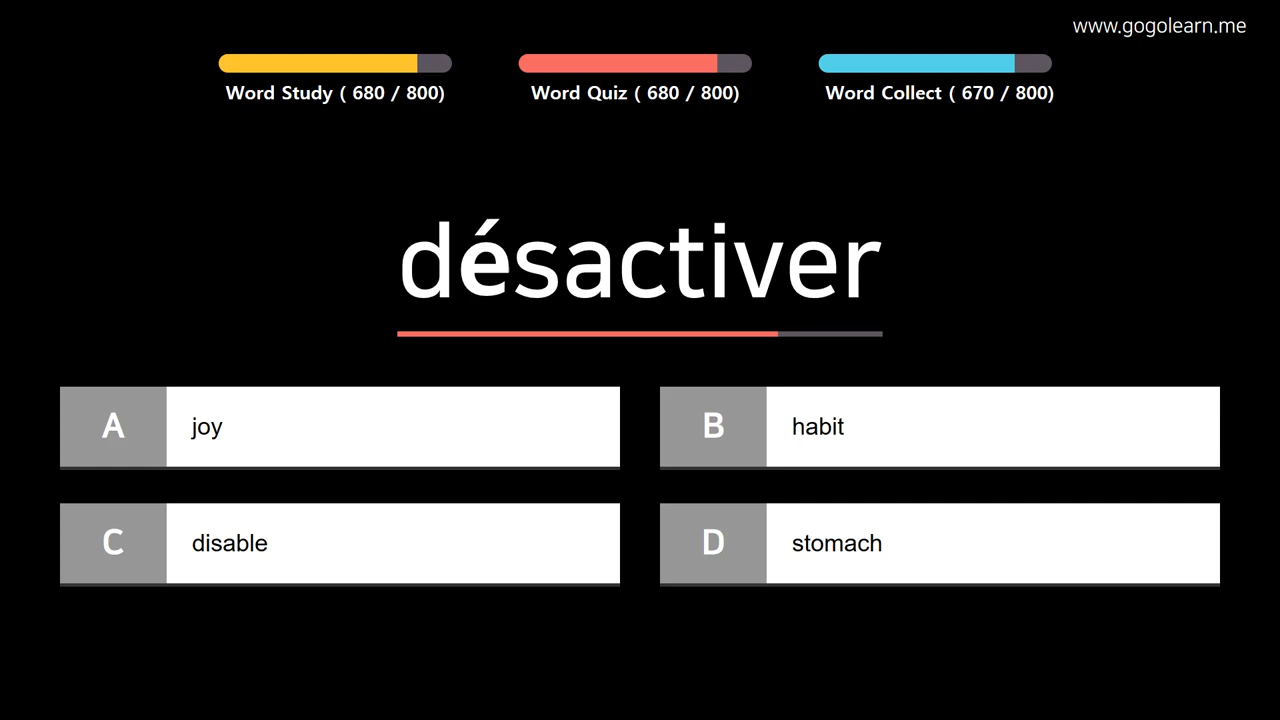 www.gogolearn.me
Word Study ( 680 / 800)
Word Quiz ( 680 / 800)
Word Collect ( 670 / 800)
désactiver
A joy
B habit
C disable
D stomach